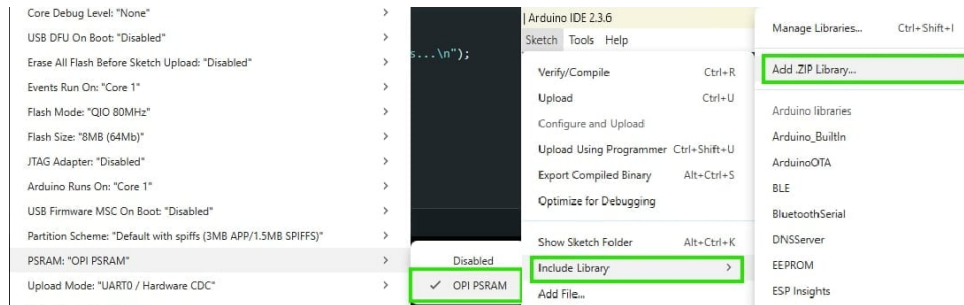 Core Debug Level: "None"
USB DFU On Boot: "Disabled"
Erase All Flash Before Sketch Upload: "Disabled"
Events Run On: "Core 1"
Flash Mode: "QIO 80MHz"
Flash Size: "8MB (64Mb)"
JTAG Adapter: "Disabled"
Arduino Runs On: "Core 1"
USB Firmware MSC On Boot: "Disabled"
Partition Scheme: "Default with spiffs (3MB APP/1.5MB SPIFFS)"
PSRAM: "OPI PSRAM"
Upload Mode: "UART0 / Hardware CDC"
s...\n");
Disabled
✓ OPI PSRAM
| Arduino IDE 2.3.6
Sketch Tools Help
Verify/Compile Ctrl+R
Upload Ctrl+U
Configure and Upload
Upload Using Programmer Ctrl+Shift+U
Export Compiled Binary Alt+Ctrl+S
Optimize for Debugging
Show Sketch Folder Alt+Ctrl+K
Include Library >
Add File...
Manage Libraries... Ctrl+Shift+I
Add .ZIP Library...
Arduino libraries
Arduino_BuiltIn
ArduinoOTA
BLE
BluetoothSerial
DNSServer
EEPROM
ESP Insights